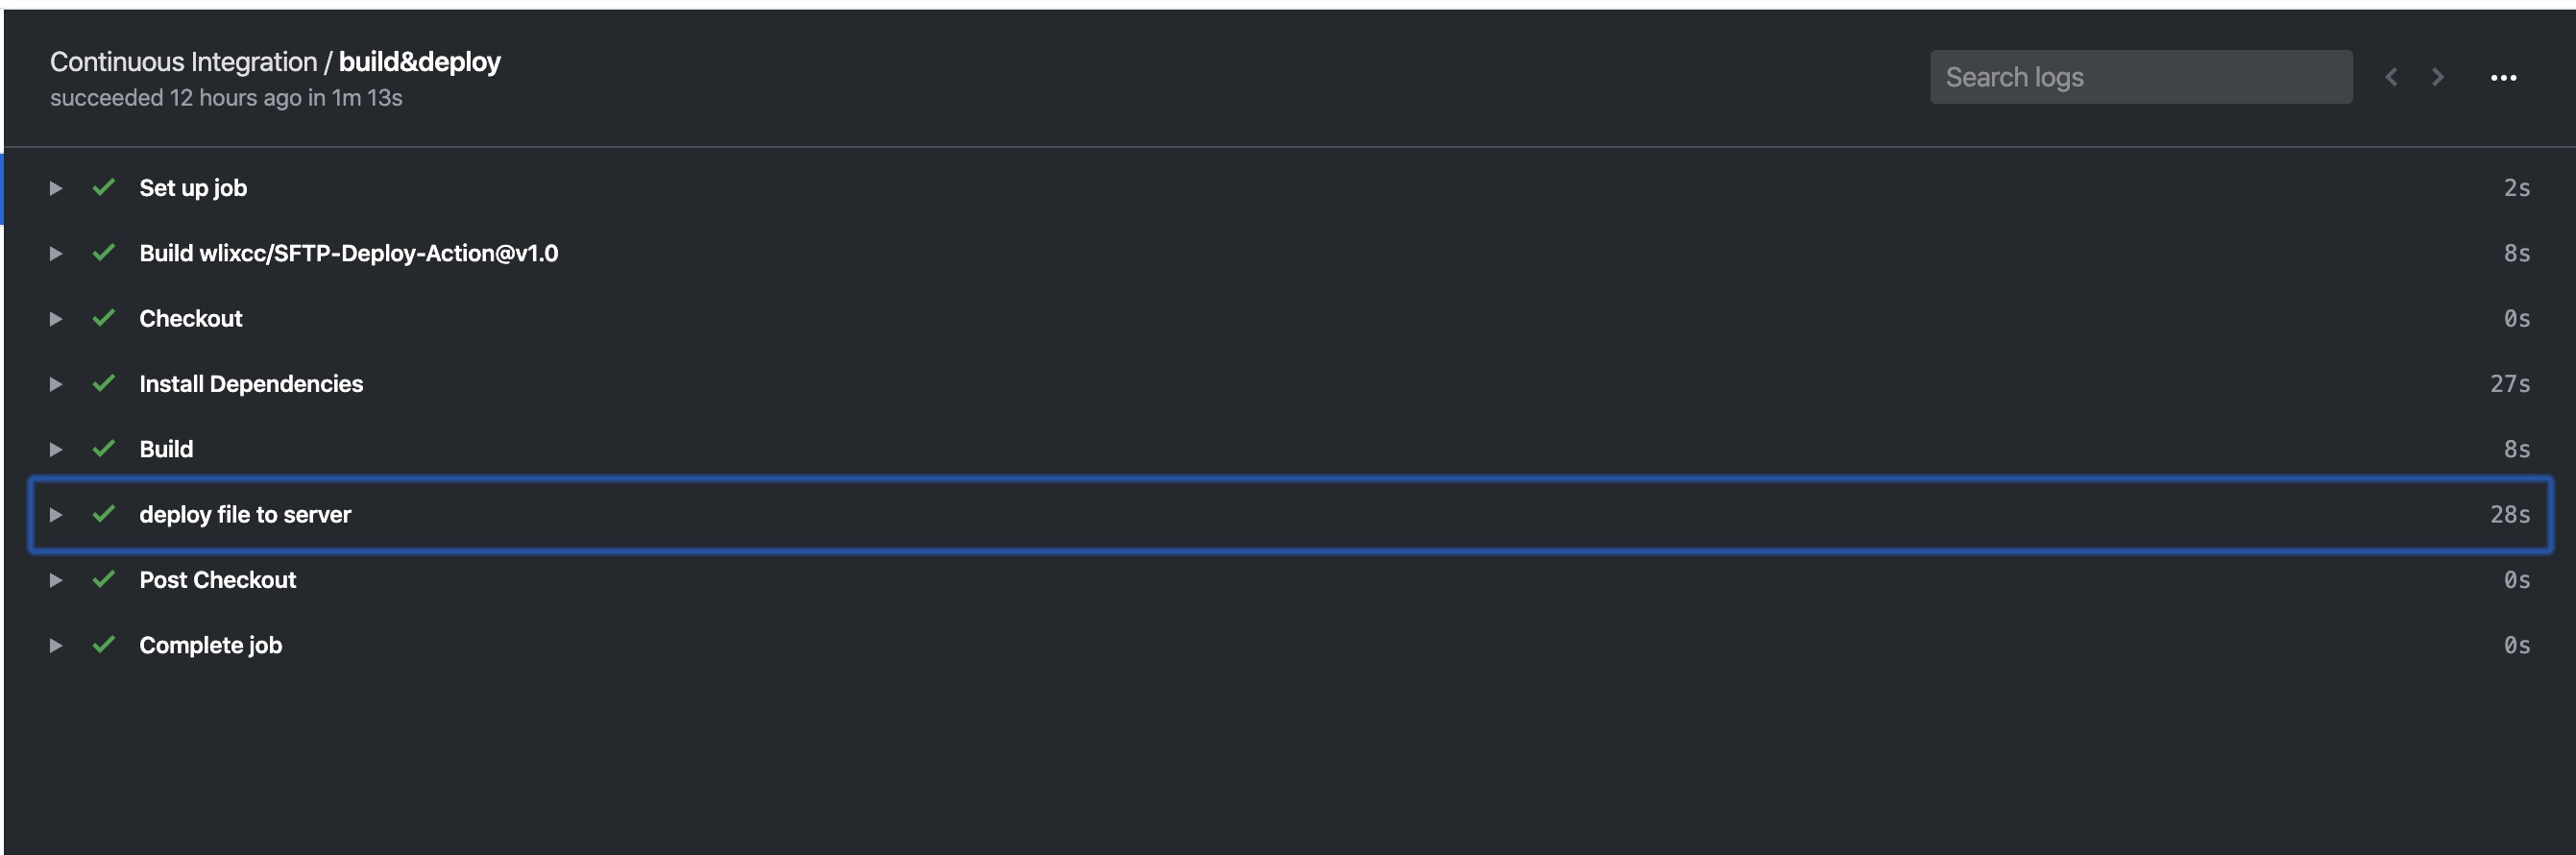 Continuous Integration / build&deploy
succeeded 12 hours ago in 1m 13s
Search logs
Set up job 2s
Build wlixcc/SFTP-Deploy-Action@v1.0 8s
Checkout 0s
Install Dependencies 27s
Build 8s
deploy file to server 28s
Post Checkout 0s
Complete job 0s